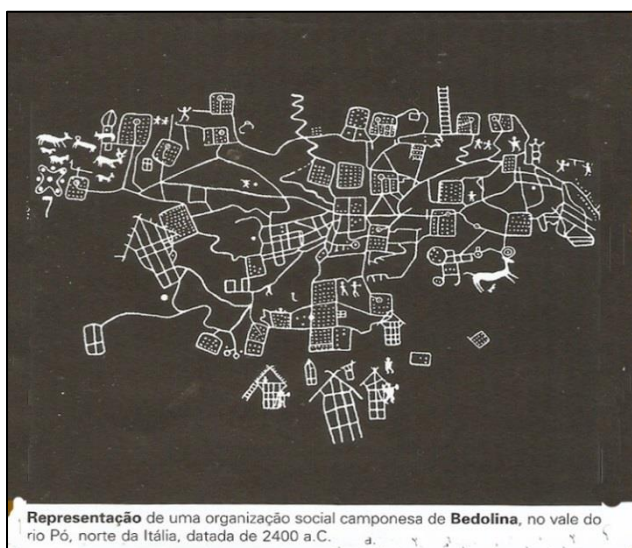 Representação de uma organização social camponesa de Bedolina, no vale do
rio Pó, norte da Itália, datada de 2400 a.C.